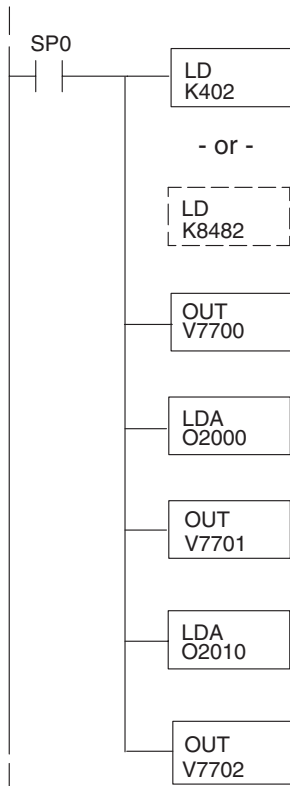 SP0
LD
K402
- or -
LD
K8482
OUT
V7700
LDA
O2000
OUT
V7701
LDA
O2010
OUT
V7702